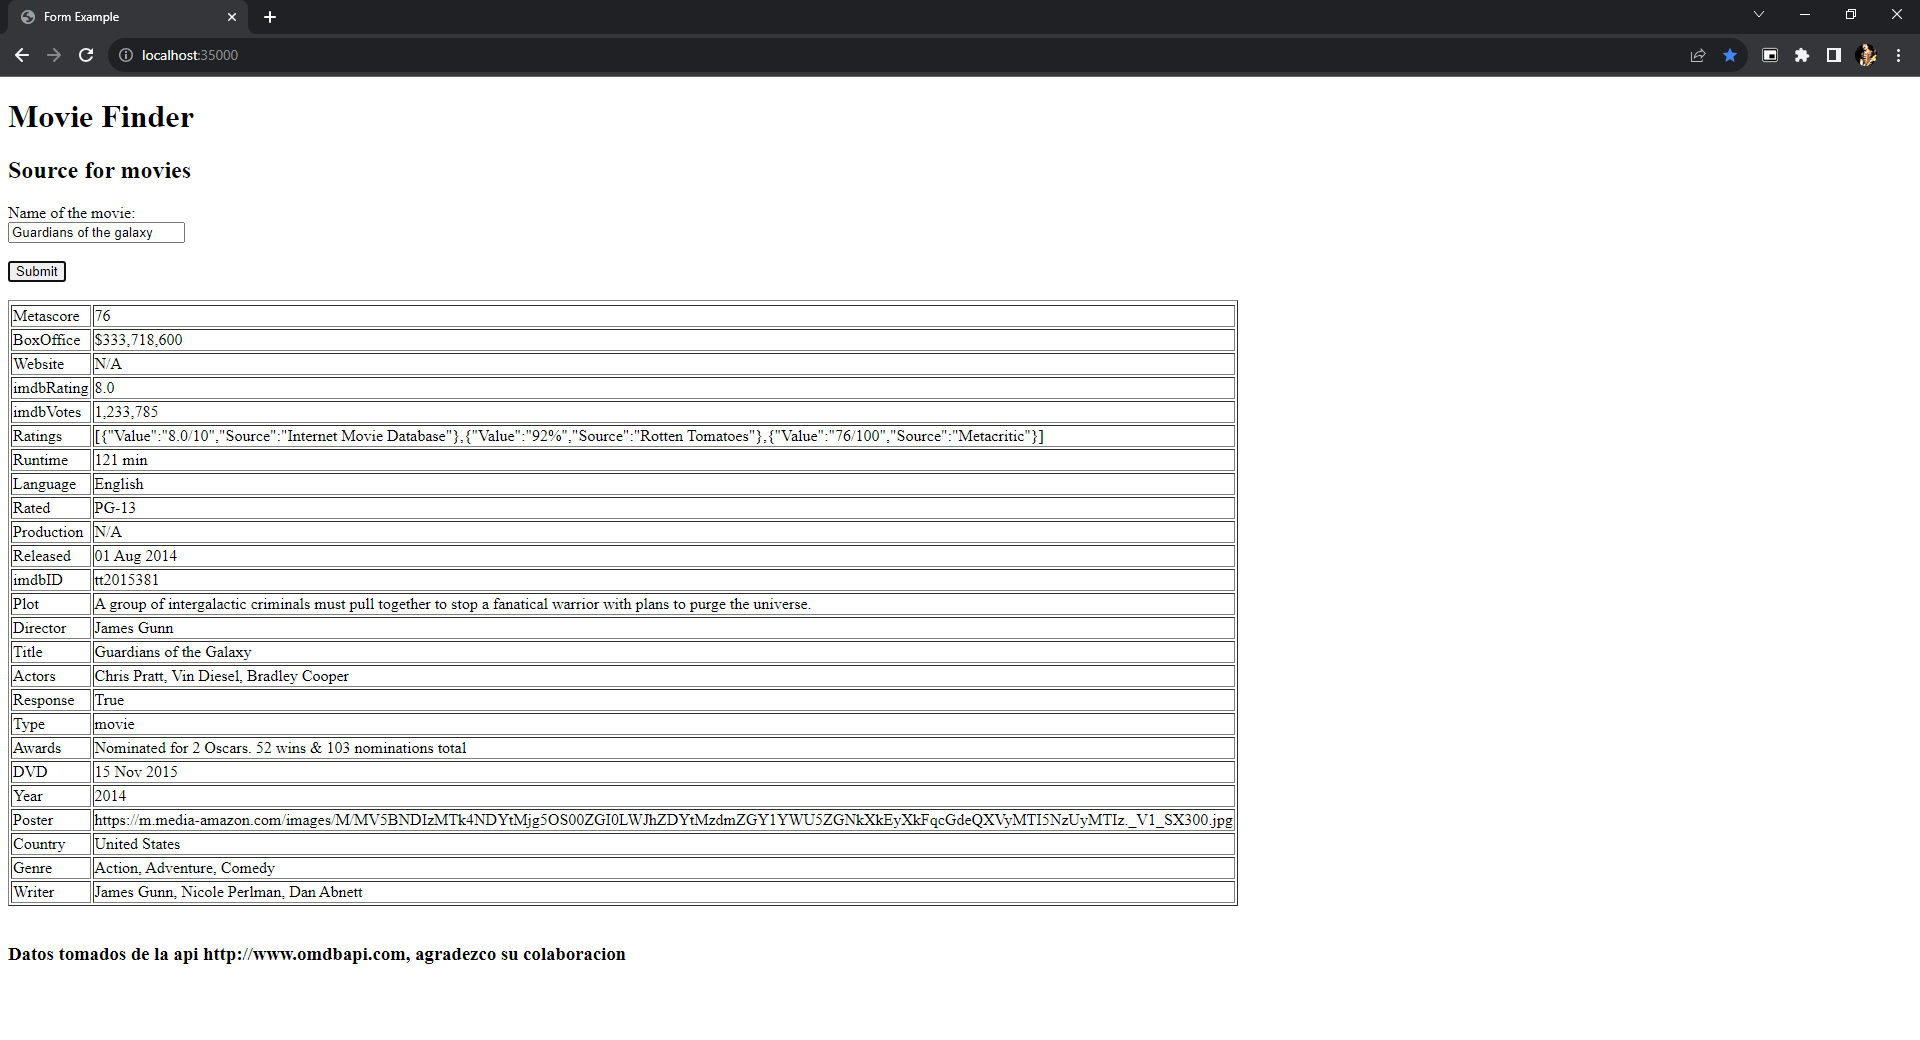 Form Example
localhost:35000
Movie Finder
Source for movies
Name of the movie:
Guardians of the galaxy
Submit
Metascore 76
BoxOffice $333,718,600
Website N/A
imdbRating 8.0
imdbVotes 1,233,785
Ratings [{"Value":"8.0/10","Source":"Internet Movie Database"},{"Value":"92%","Source":"Rotten Tomatoes"},{"Value":"76/100","Source":"Metacritic"}]
Runtime 121 min
Language English
Rated PG-13
Production N/A
Released 01 Aug 2014
imdbID tt2015381
Plot A group of intergalactic criminals must pull together to stop a fanatical warrior with plans to purge the universe.
Director James Gunn
Title Guardians of the Galaxy
Actors Chris Pratt, Vin Diesel, Bradley Cooper
Response True
Type movie
Awards Nominated for 2 Oscars. 52 wins & 103 nominations total
DVD 15 Nov 2015
Year 2014
Poster https://m.media-amazon.com/images/M/MV5BNDIzMTk4NDYtMjg5OS00ZGI0LWJhZDYtMzdmZGY1YWU5ZGNkXkEyXkFqcGdeQXVyMTI5NzUyMTIz._V1_SX300.jpg
Country United States
Genre Action, Adventure, Comedy
Writer James Gunn, Nicole Perlman, Dan Abnett
Datos tomados de la api http://www.omdbapi.com, agradezco su colaboracion